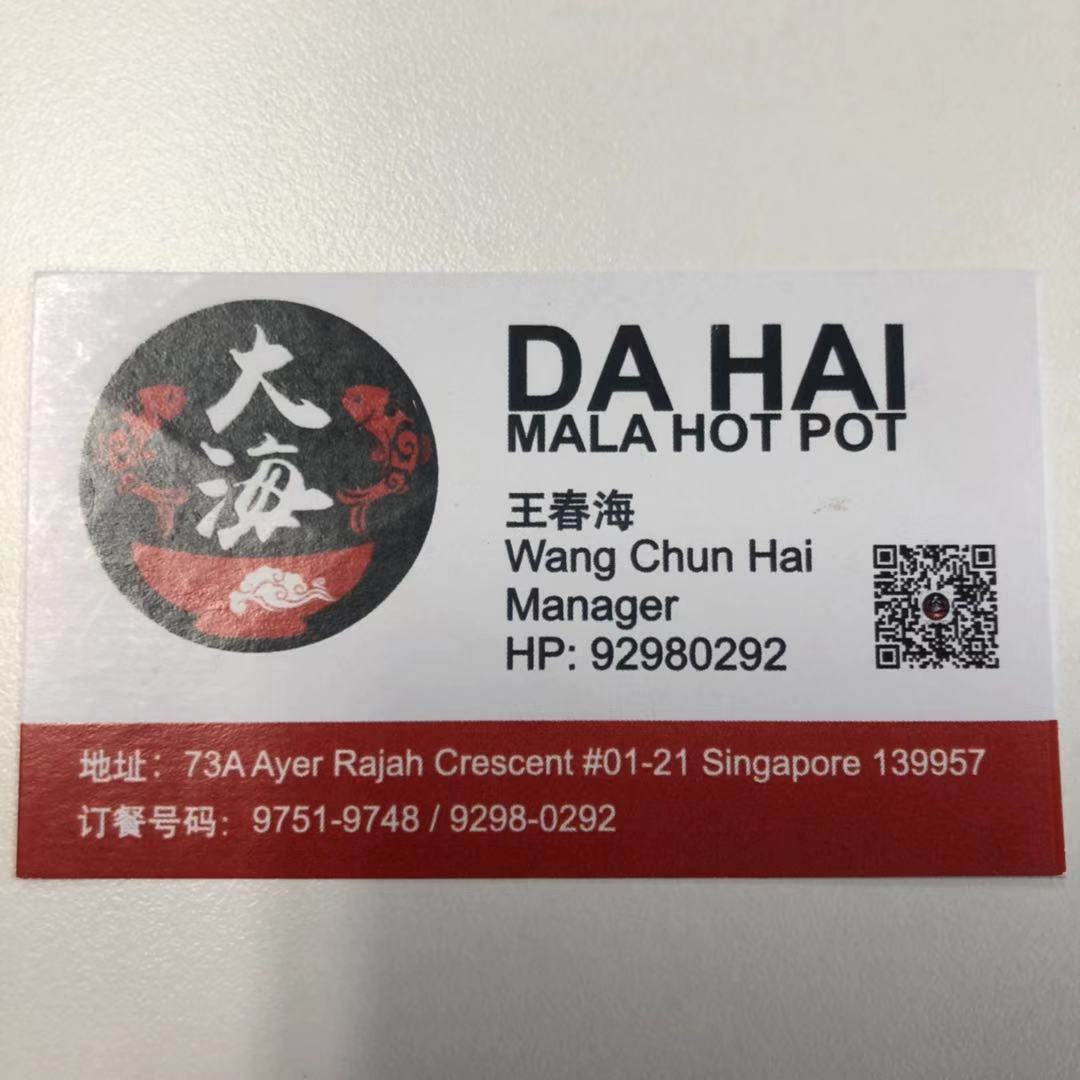 大海
DA HAI
MALA HOT POT
王春海
Wang Chun Hai
Manager
HP: 92980292
地址：73A Ayer Rajah Crescent #01-21 Singapore 139957
订餐号码：9751-9748 / 9298-0292